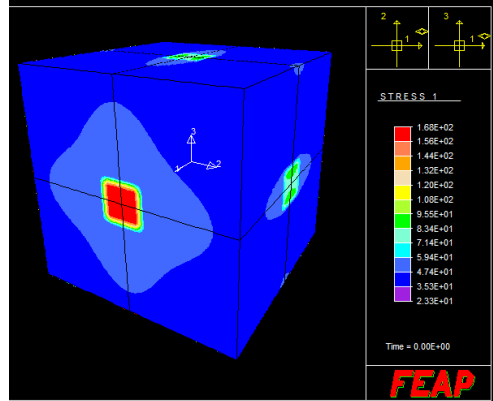 2
1
3
1
STRESS 1
1.68E+02
1.56E+02
1.44E+02
1.32E+02
1.20E+02
1.08E+02
9.55E+01
8.34E+01
7.14E+01
5.94E+01
4.74E+01
3.53E+01
2.33E+01
3
1
2
Time = 0.00E+00
FEAP